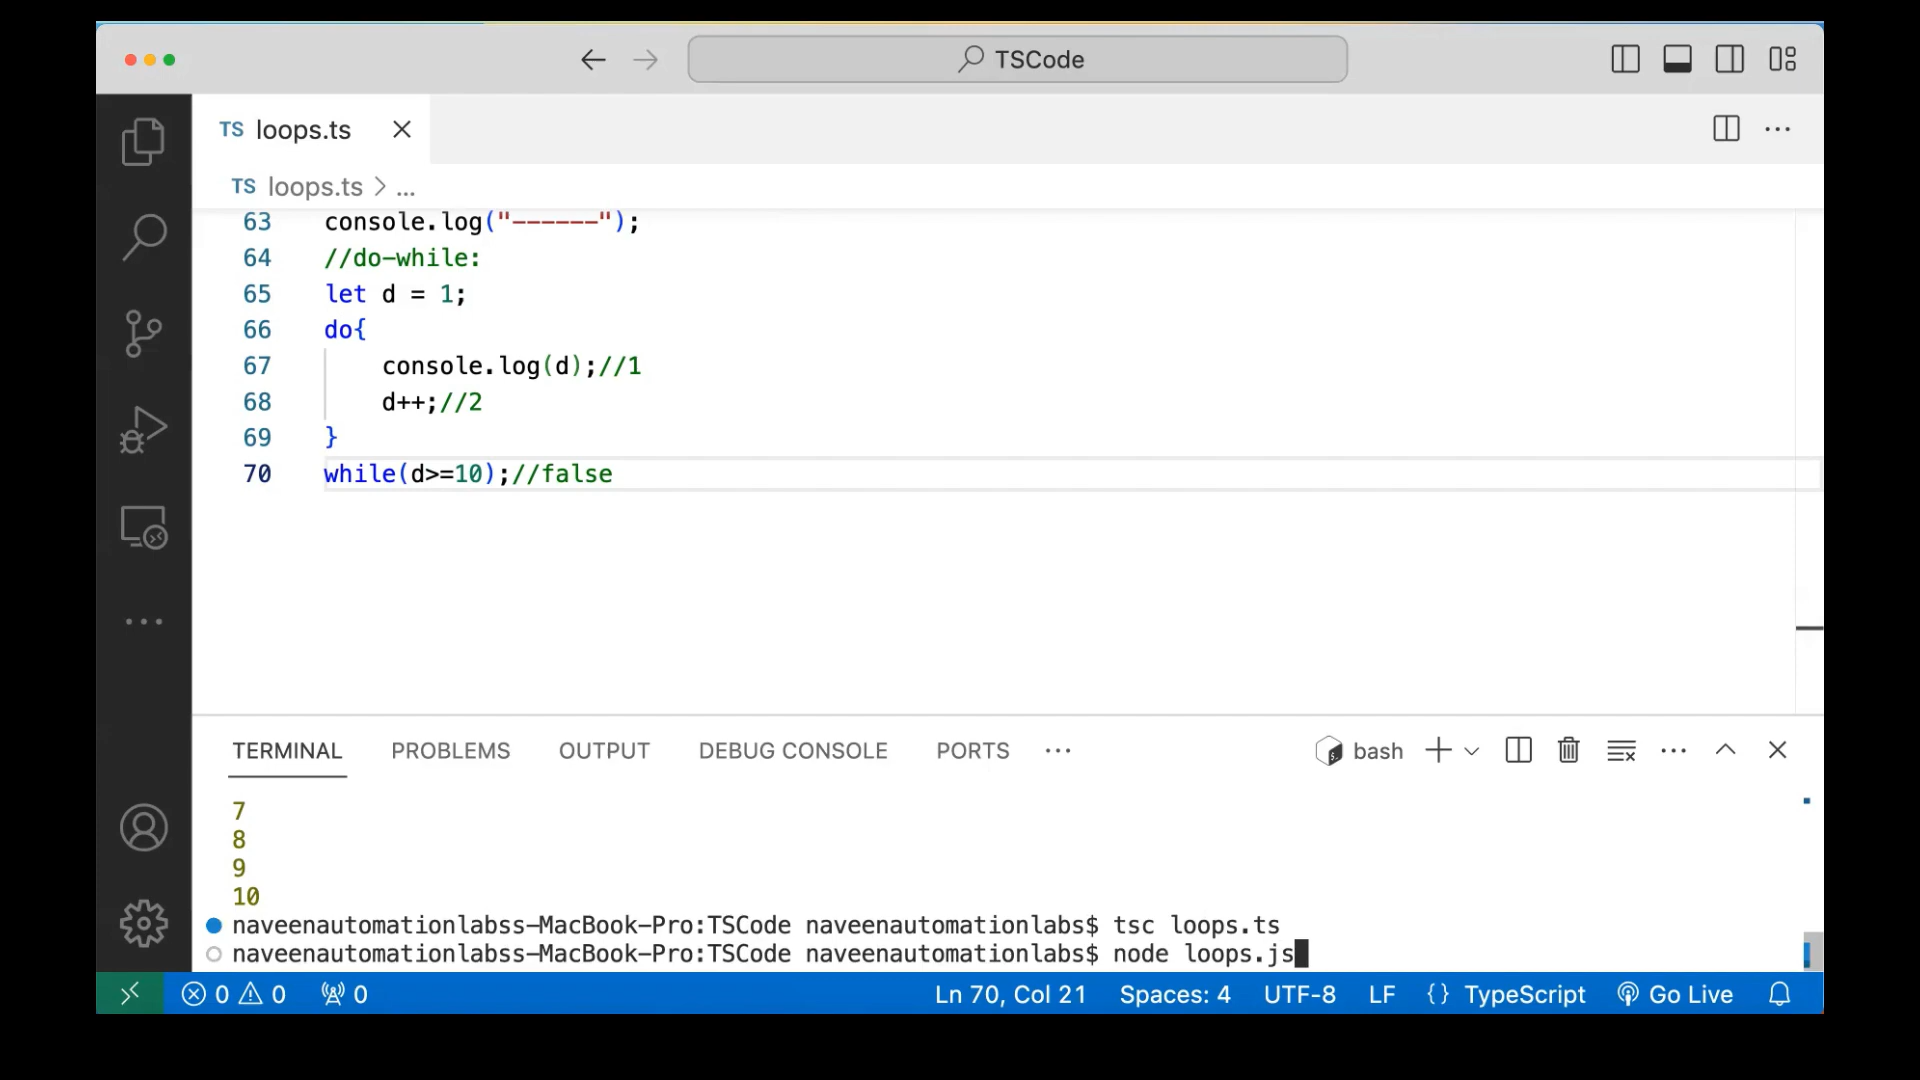 TSCode
TS loops.ts
TS loops.ts > ...
63 console.log("------");
64 //do-while:
65 let d = 1;
66 do{
67 console.log(d);//1
68 d++;//2
69 }
70 while(d>=10);//false
TERMINAL PROBLEMS OUTPUT DEBUG CONSOLE PORTS ... bash
7
8
9
10
naveenautomationlabss-MacBook-Pro:TSCode naveenautomationlabs$ tsc loops.ts
naveenautomationlabss-MacBook-Pro:TSCode naveenautomationlabs$ node loops.js
0 0 0 Ln 70, Col 21 Spaces: 4 UTF-8 LF {} TypeScript Go Live